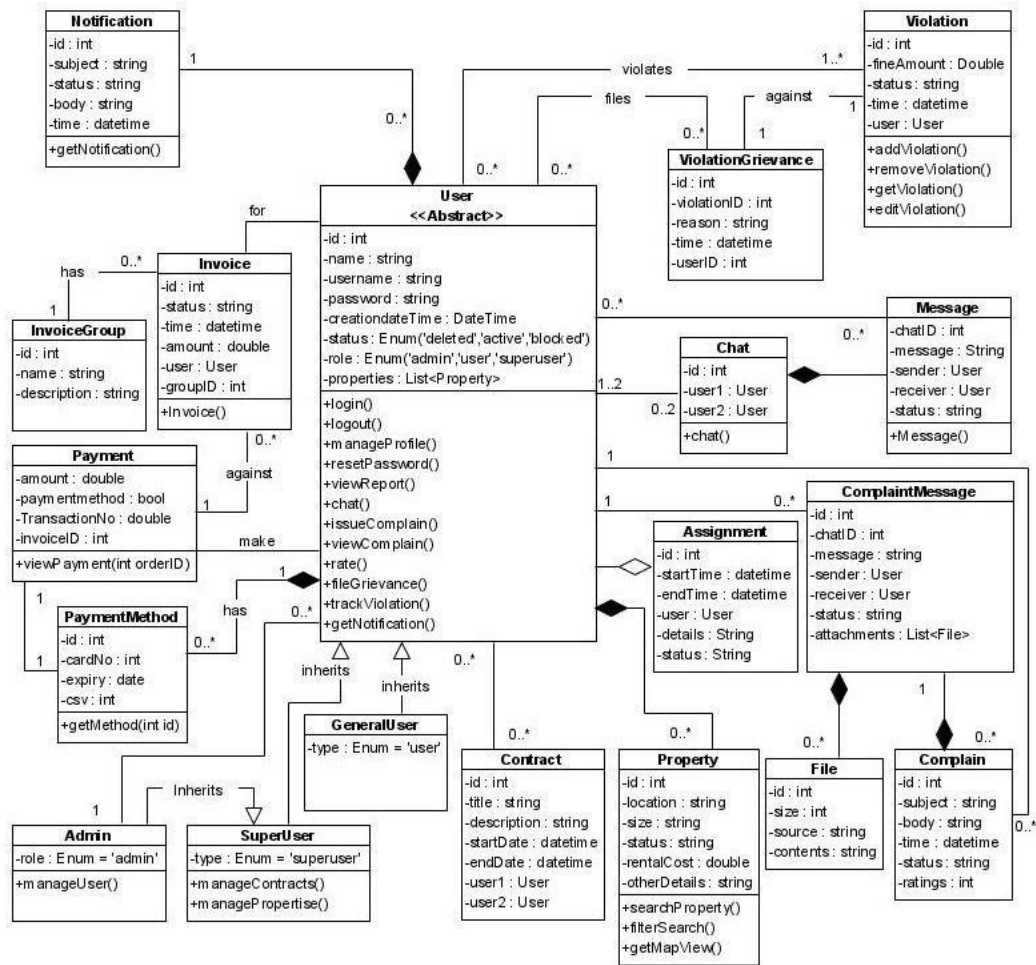 Notification
-id : int
-subject : string
-status : string
-body : string
-time : datetime
+getNotification()
1
0..*
Violation
-id : int
-fineAmount : Double
-status : string
-time : datetime
-user : User
+addViolation()
+removeViolation()
+getViolation()
+editViolation()
violates
1..*
0..*
files
0..*
0..*
against
1
1
ViolationGrievance
-id : int
-violationID : int
-reason : string
-time : datetime
-userID : int
User
<<Abstract>>
-id : int
-name : string
-username : string
-password : string
-creationdateTime : DateTime
-status : Enum('deleted','active','blocked')
-role : Enum('admin','user','superuser')
-properties : List<Property>
+login()
+logout()
+manageProfile()
+resetPassword()
+viewReport()
+chat()
+issueComplain()
+viewComplain()
+rate()
+fileGrievance()
+trackViolation()
+getNotification()
for
Invoice
-id : int
-status : string
-time : datetime
-amount : double
-user : User
-groupID : int
+Invoice()
has
0..*
1
InvoiceGroup
-id : int
-name : string
-description : string
0..*
against
1
Payment
-amount : double
-paymentmethod : bool
-TransactionNo : double
-invoiceID : int
+viewPayment(int orderID)
make
1
1
PaymentMethod
-id : int
-cardNo : int
-expiry : date
-csv : int
+getMethod(int id)
1
has
0..*
0..*
0..*
0..*
Message
-chatID : int
-message : String
-sender : User
-receiver : User
-status : string
+Message()
Chat
-id : int
-user1 : User
-user2 : User
+chat()
1..2
0..2
1
1
0..*
ComplaintMessage
-id : int
-chatID : int
-message : string
-sender : User
-receiver : User
-status : string
-attachments : List<File>
Assignment
-id : int
-startTime : datetime
-endTime : datetime
-user : User
-details : String
-status : String
inherits
inherits
GeneralUser
-type : Enum = 'user'
0..*
0..*
0..*
0..*
1
0..*
0..*
Contract
-id : int
-title : string
-description : string
-startDate : datetime
-endDate : datetime
-user1 : User
-user2 : User
Property
-id : int
-location : string
-size : string
-status : string
-rentalCost : double
-otherDetails : string
+searchProperty()
+filterSearch()
+getMapView()
File
-id : int
-size : int
-source : string
-contents : string
Complain
-id : int
-subject : string
-body : string
-time : datetime
-status : string
-ratings : int
1
Inherits
Admin
-role : Enum = 'admin'
+manageUser()
SuperUser
-type : Enum = 'superuser'
+manageContracts()
+managePropertise()